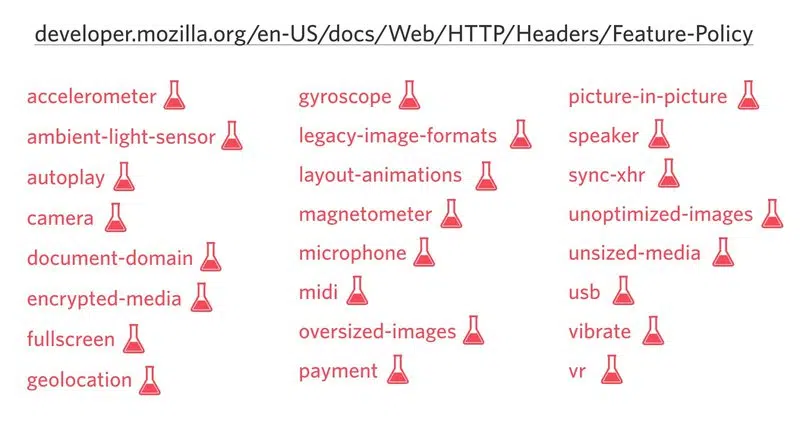 developer.mozilla.org/en-US/docs/Web/HTTP/Headers/Feature-Policy
accelerometer
ambient-light-sensor
autoplay
camera
document-domain
encrypted-media
fullscreen
geolocation
gyroscope
legacy-image-formats
layout-animations
magnetometer
microphone
midi
oversized-images
payment
picture-in-picture
speaker
sync-xhr
unoptimized-images
unsized-media
usb
vibrate
vr